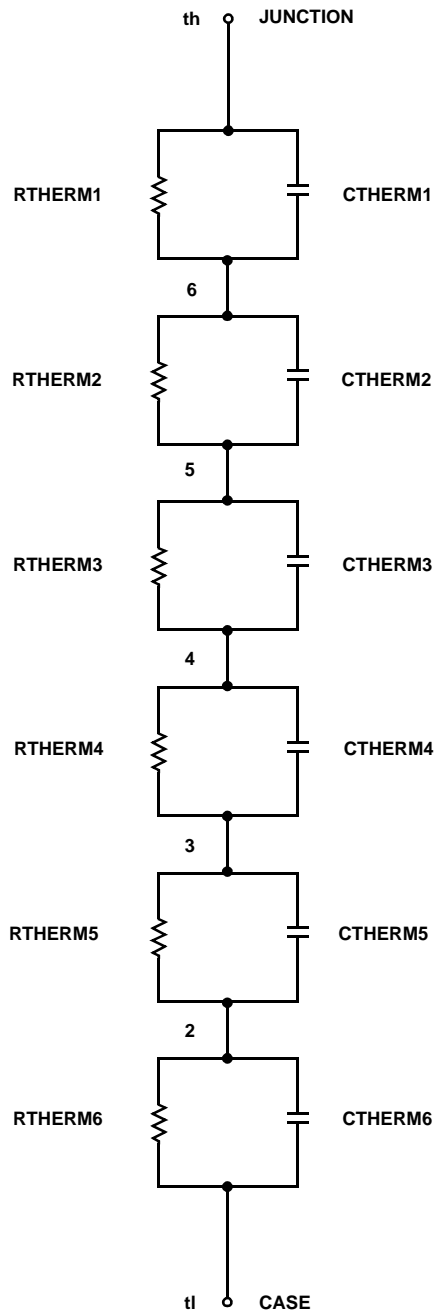 th JUNCTION
RTHERM1 CTHERM1
6
RTHERM2 CTHERM2
5
RTHERM3 CTHERM3
4
RTHERM4 CTHERM4
3
RTHERM5 CTHERM5
2
RTHERM6 CTHERM6
tl CASE